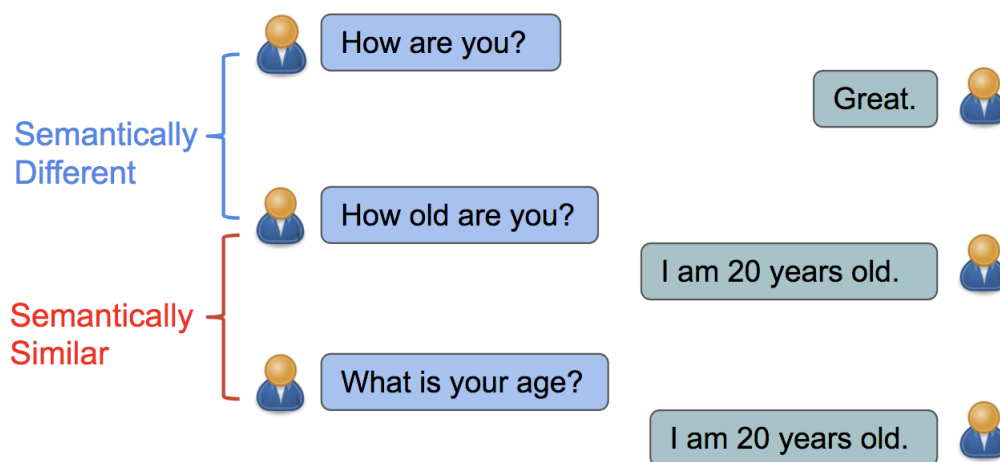 How are you?
Great.
Semantically
Different
How old are you?
I am 20 years old.
Semantically
Similar
What is your age?
I am 20 years old.